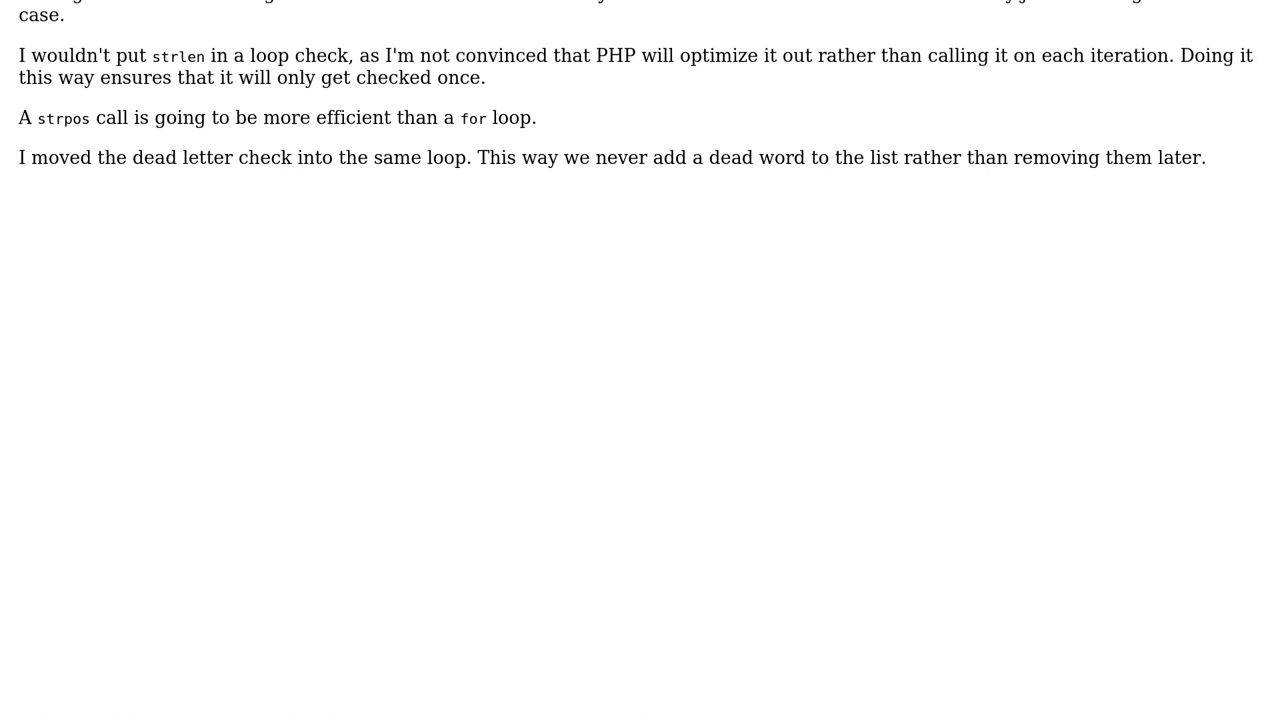 case.
I wouldn't put strlen in a loop check, as I'm not convinced that PHP will optimize it out rather than calling it on each iteration. Doing it
this way ensures that it will only get checked once.
A strpos call is going to be more efficient than a for loop.
I moved the dead letter check into the same loop. This way we never add a dead word to the list rather than removing them later.